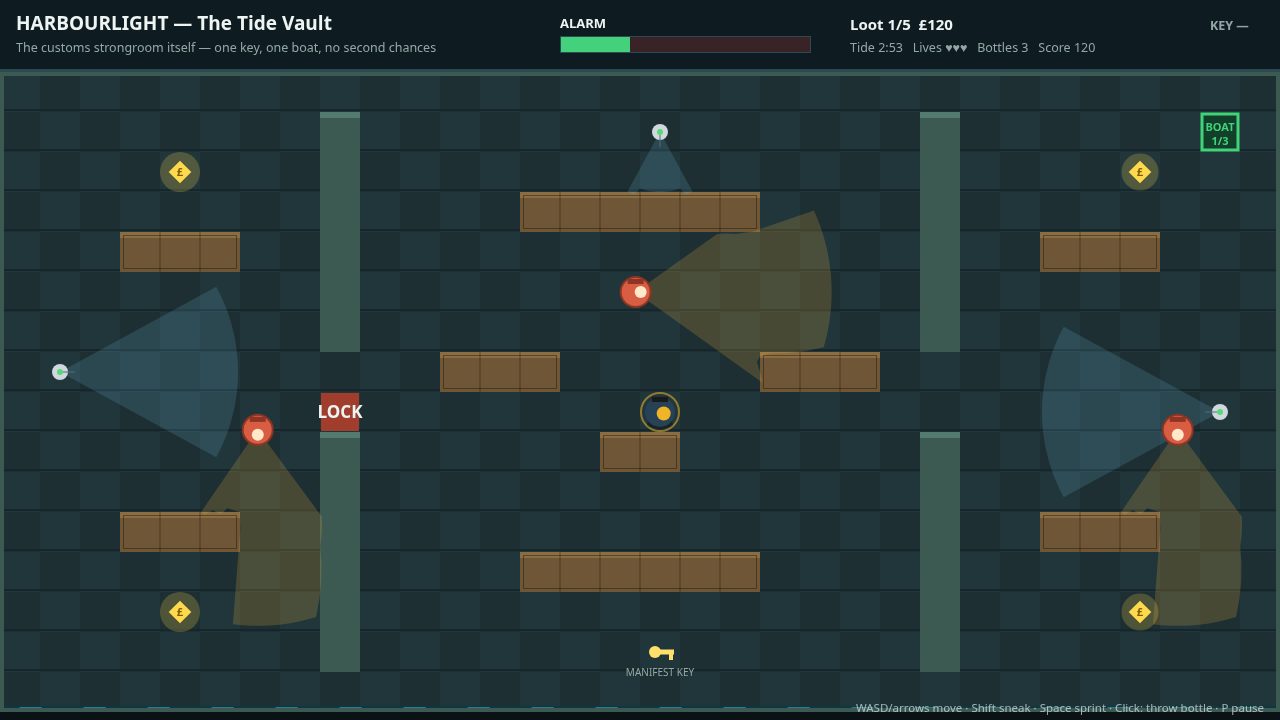 HARBOURLIGHT — The Tide Vault
The customs strongroom itself — one key, one boat, no second chances
ALARM
Loot 1/5 £120
Tide 2:53 Lives ♥♥♥ Bottles 3 Score 120
KEY —
BOAT
1/3
£
£
LOCK
£
£
MANIFEST KEY
WASD/arrows move · Shift sneak · Space sprint · Click: throw bottle · P pause